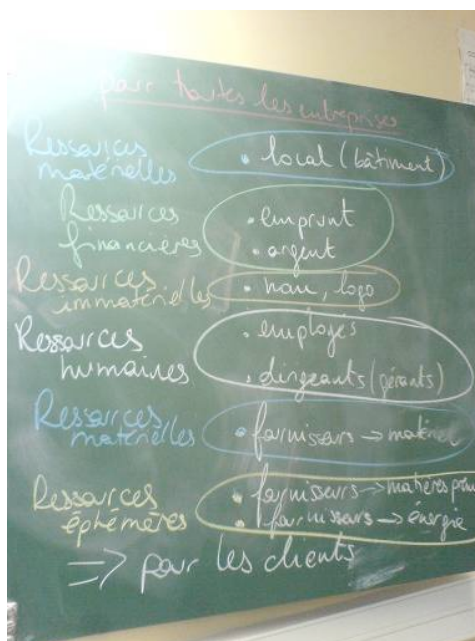 pour toutes les entreprises
Ressources matérielles • local (bâtiment)
Ressources financières • emprunt
• argent
Ressources immatérielles • nom, logo
Ressources humaines • employés
• dirigeants (gérants)
Ressources matérielles • fournisseurs → matériel
Ressources éphémères • fournisseurs → matières prem
• fournisseurs → énergie
=> pour les clients